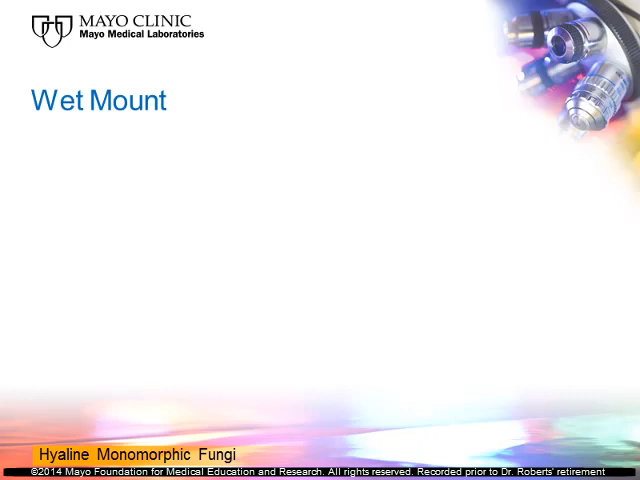 MAYO CLINIC
Mayo Medical Laboratories
Wet Mount
Hyaline Monomorphic Fungi
©2014 Mayo Foundation for Medical Education and Research. All rights reserved. Recorded prior to Dr. Roberts' retirement